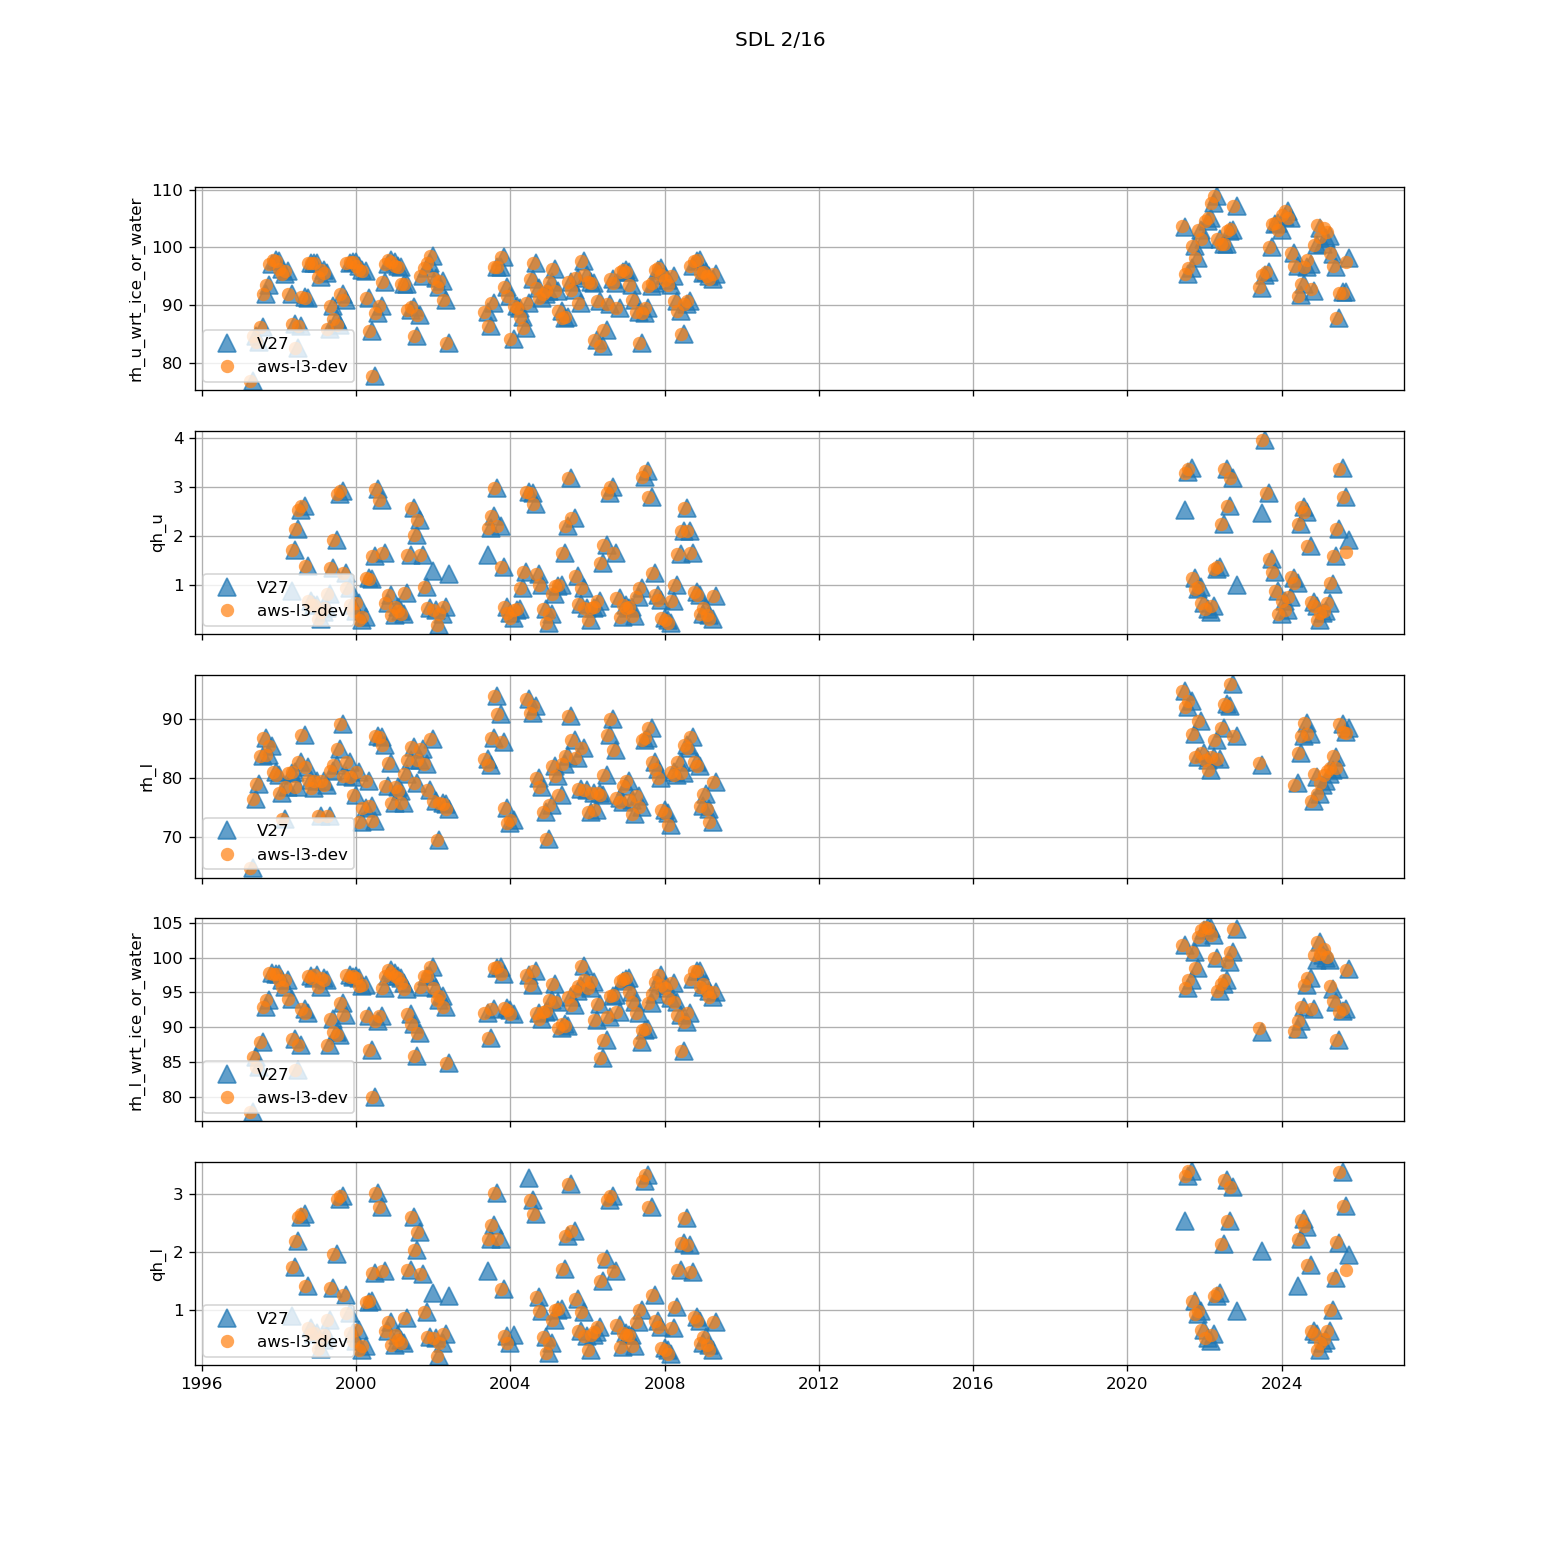 SDL 2/16
rh_u_wrt_ice_or_water
110
100
90
80
V27
aws-l3-dev
qh_u
4
3
2
1
V27
aws-l3-dev
rh_l
90
80
70
V27
aws-l3-dev
rh_l_wrt_ice_or_water
105
100
95
90
85
80
V27
aws-l3-dev
qh_l
3
2
1
V27
aws-l3-dev
1996 2000 2004 2008 2012 2016 2020 2024